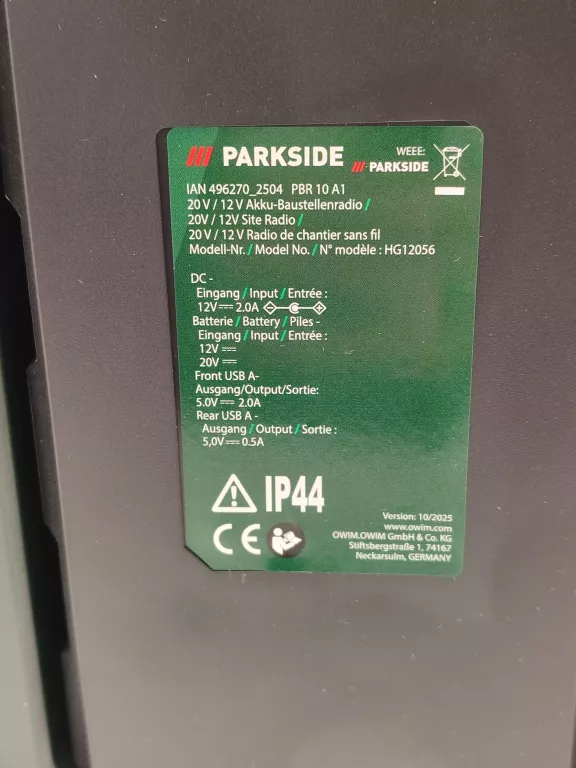 PARKSIDE
WEEE:
PARKSIDE
IAN 496270_2504 PBR 10 A1
20 V / 12 V Akku-Baustellenradio /
20V / 12V Site Radio /
20 V / 12 V Radio de chantier sans fil
Modell-Nr. / Model No. / N° modèle : HG12056
DC -
Eingang / Input / Entrée :
12V⎓ 2.0A
Batterie / Battery / Piles -
Eingang / Input / Entrée :
12V ⎓
20V ⎓
Front USB A-
Ausgang/Output/Sortie:
5.0V ⎓ 2.0A
Rear USB A -
Ausgang / Output / Sortie :
5,0V⎓ 0.5A
IP44
CE
Version: 10/2025
www.owim.com
OWIM.OWIM GmbH & Co. KG
Stiftsbergstraße 1, 74167
Neckarsulm, GERMANY